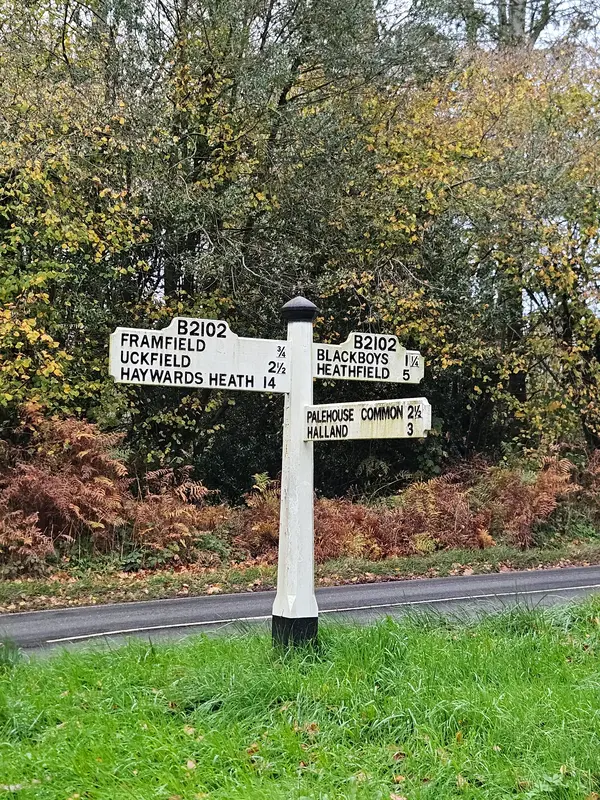 B2102
FRAMFIELD ¾
UCKFIELD 2½
HAYWARDS HEATH 14
B2102
BLACKBOYS 1¼
HEATHFIELD 5
PALEHOUSE COMMON 2½
HALLAND 3